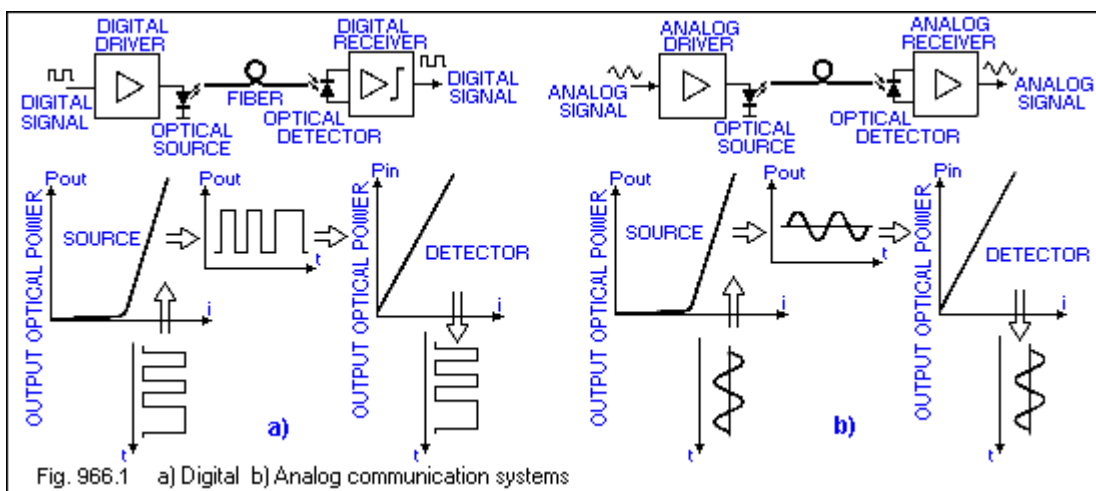 DIGITAL
DRIVER
DIGITAL
RECEIVER
DIGITAL
SIGNAL
FIBER
OPTICAL
SOURCE
OPTICAL
DETECTOR
DIGITAL
SIGNAL
OUTPUT OPTICAL POWER
Pout
SOURCE
i
Pout
t
OUTPUT OPTICAL POWER
Pin
DETECTOR
i
t
t
a)
ANALOG
DRIVER
ANALOG
RECEIVER
ANALOG
SIGNAL
OPTICAL
SOURCE
OPTICAL
DETECTOR
ANALOG
SIGNAL
OUTPUT OPTICAL POWER
Pout
SOURCE
i
Pout
t
OUTPUT OPTICAL POWER
Pin
DETECTOR
i
t
t
b)
Fig. 966.1 a) Digital b) Analog communication systems